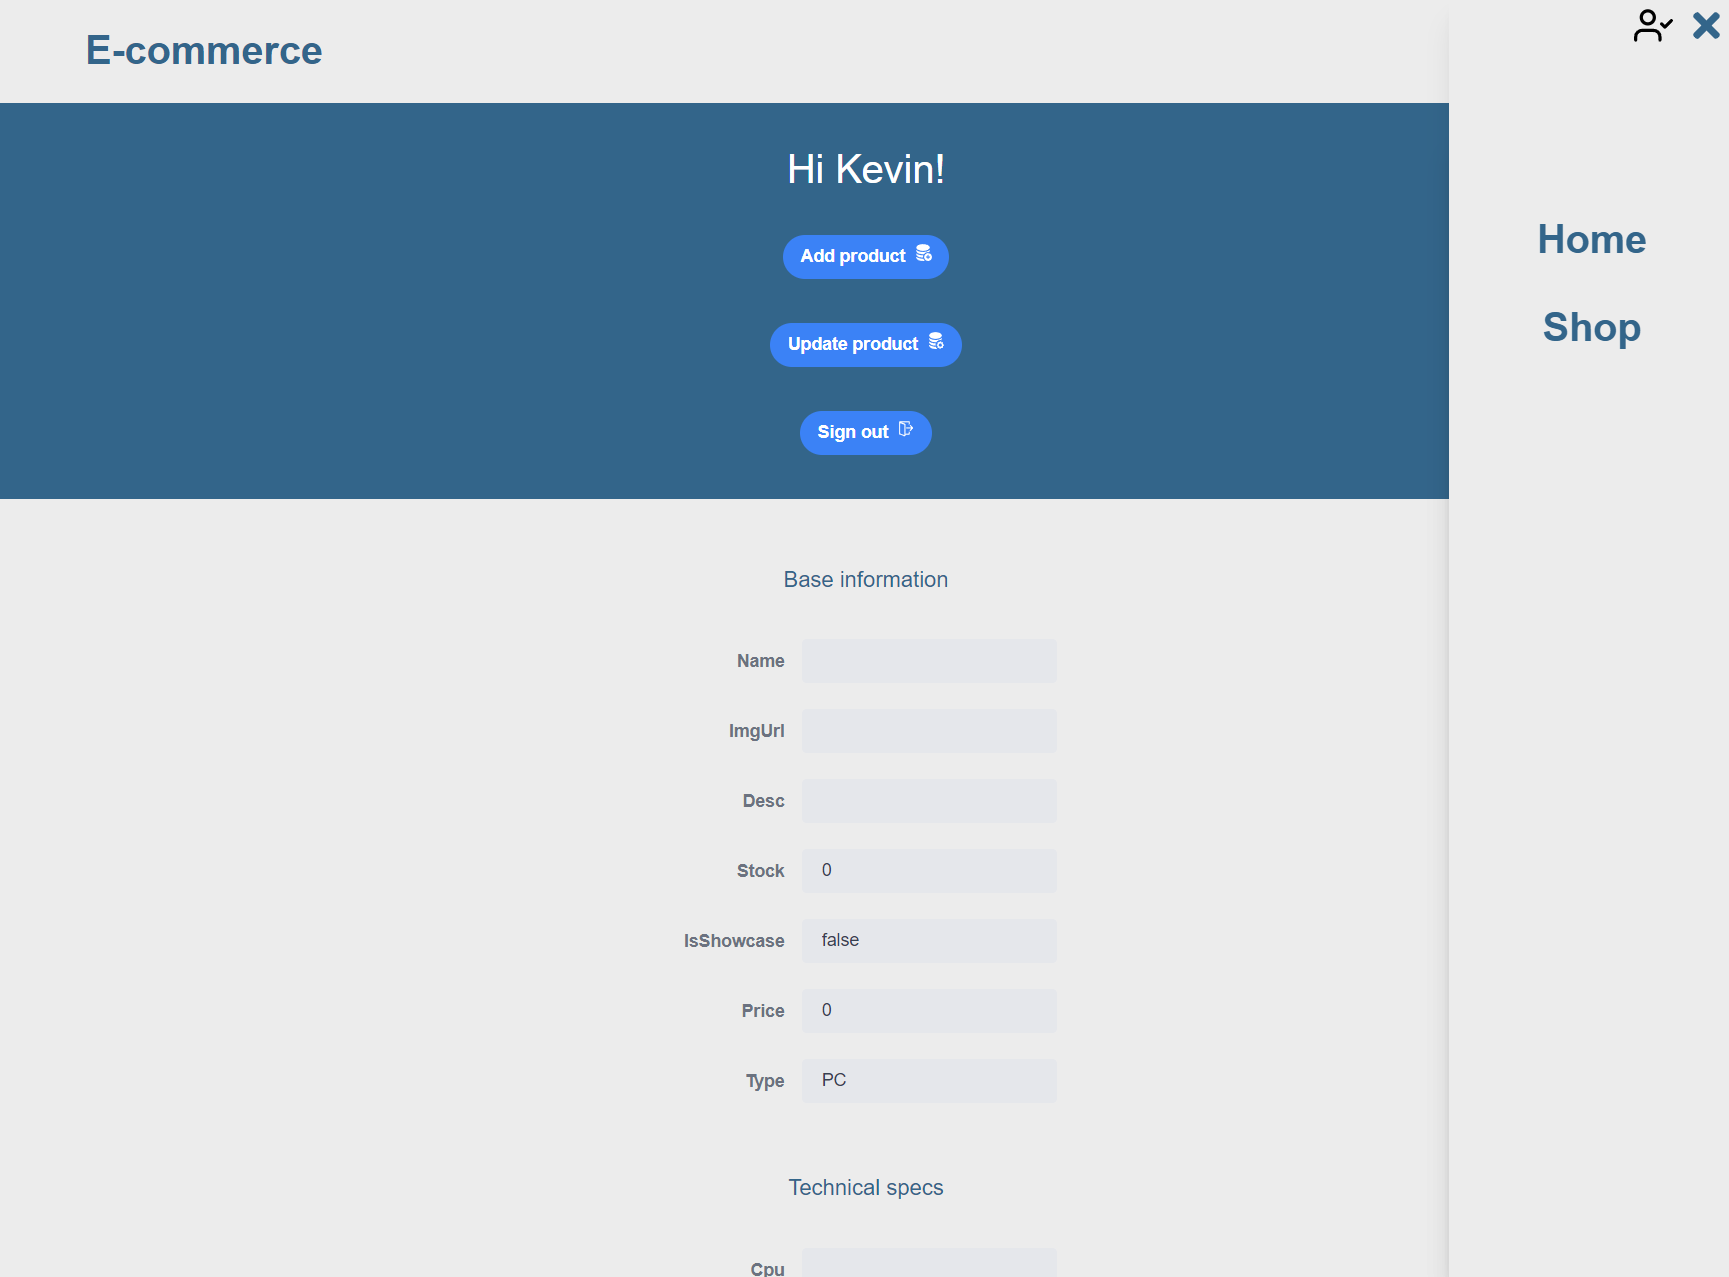 E-commerce
Hi Kevin!
Add product
Update product
Sign out
Home
Shop
Base information
Name
ImgUrl
Desc
Stock 0
IsShowcase false
Price 0
Type PC
Technical specs
Cpu